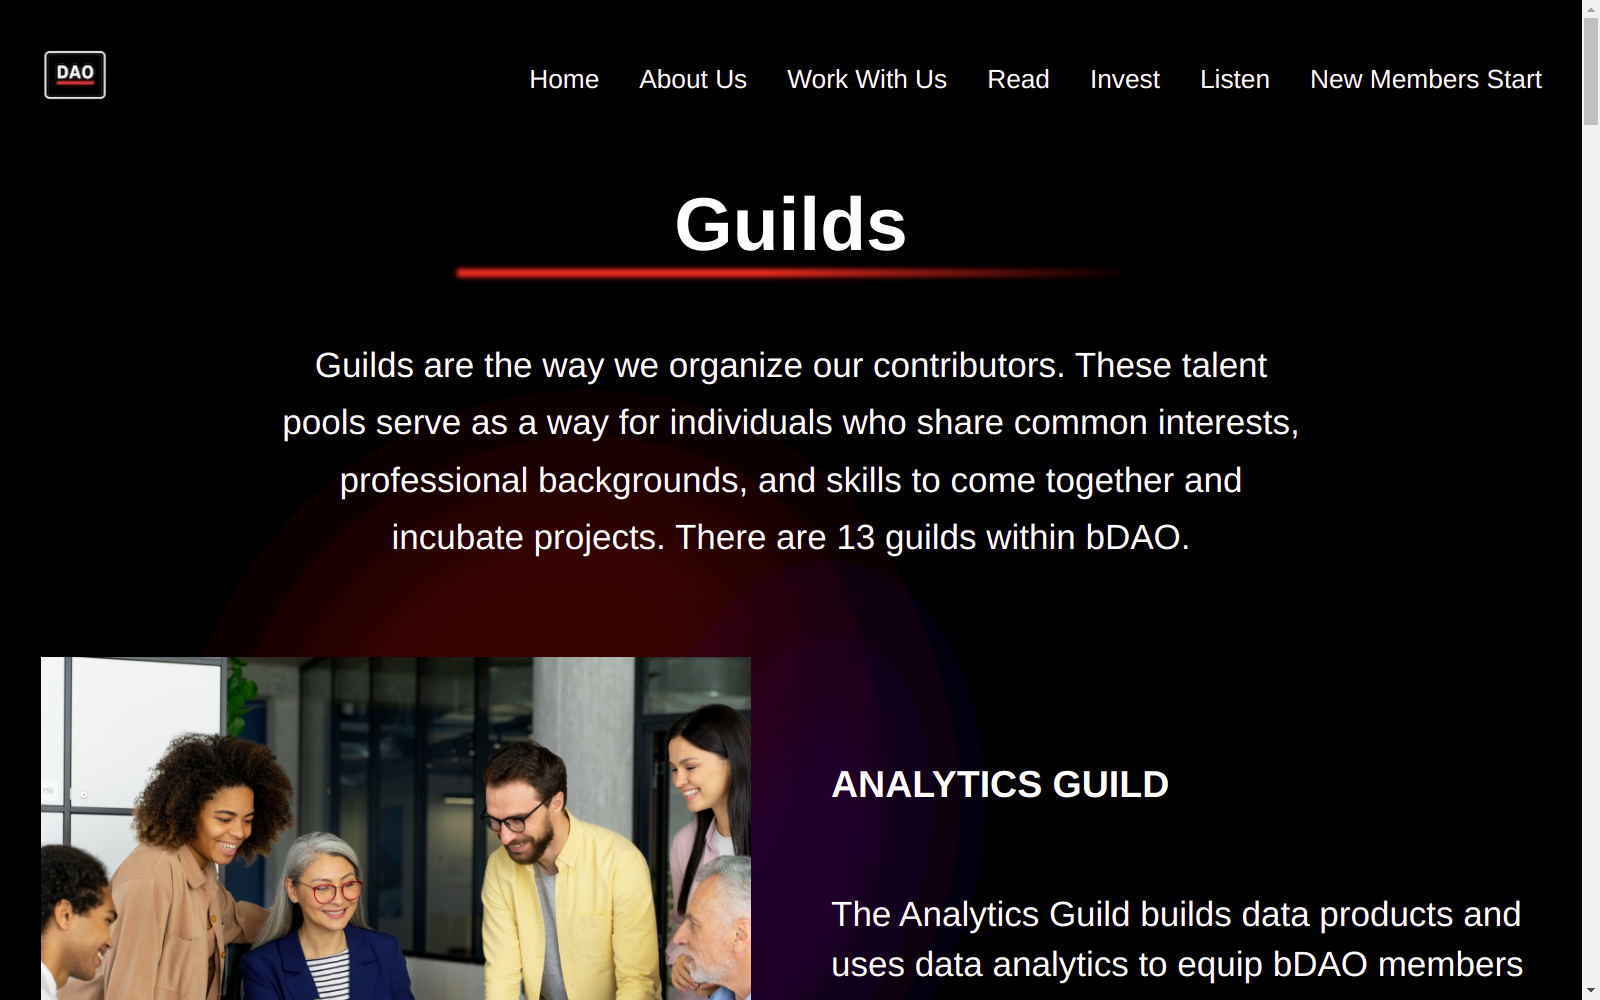 DAO
Home About Us Work With Us Read Invest Listen New Members Start
Guilds
Guilds are the way we organize our contributors. These talent
pools serve as a way for individuals who share common interests,
professional backgrounds, and skills to come together and
incubate projects. There are 13 guilds within bDAO.
ANALYTICS GUILD
The Analytics Guild builds data products and
uses data analytics to equip bDAO members